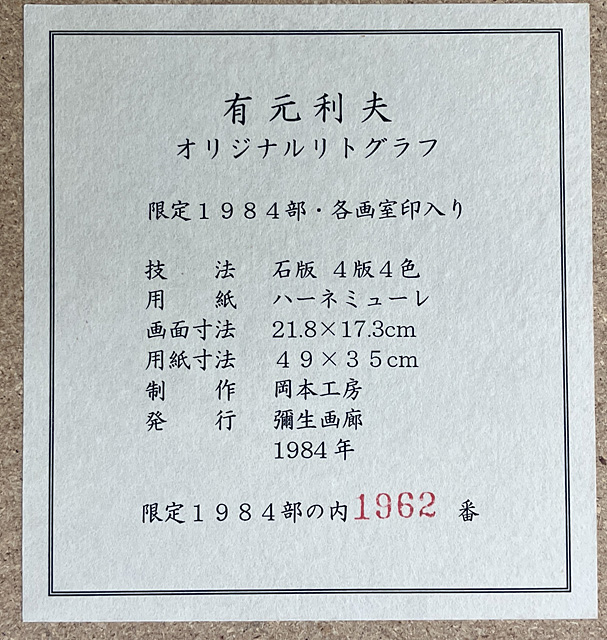 有元利夫
オリジナルリトグラフ
限定１９８４部・各画室印入り
技　　法　石版 ４版４色
用　　紙　ハーネミューレ
画面寸法　21.8×17.3cm
用紙寸法　４９×３５cm
制　　作　岡本工房
発　　行　彌生画廊
1984年
限定１９８４部の内1962 番